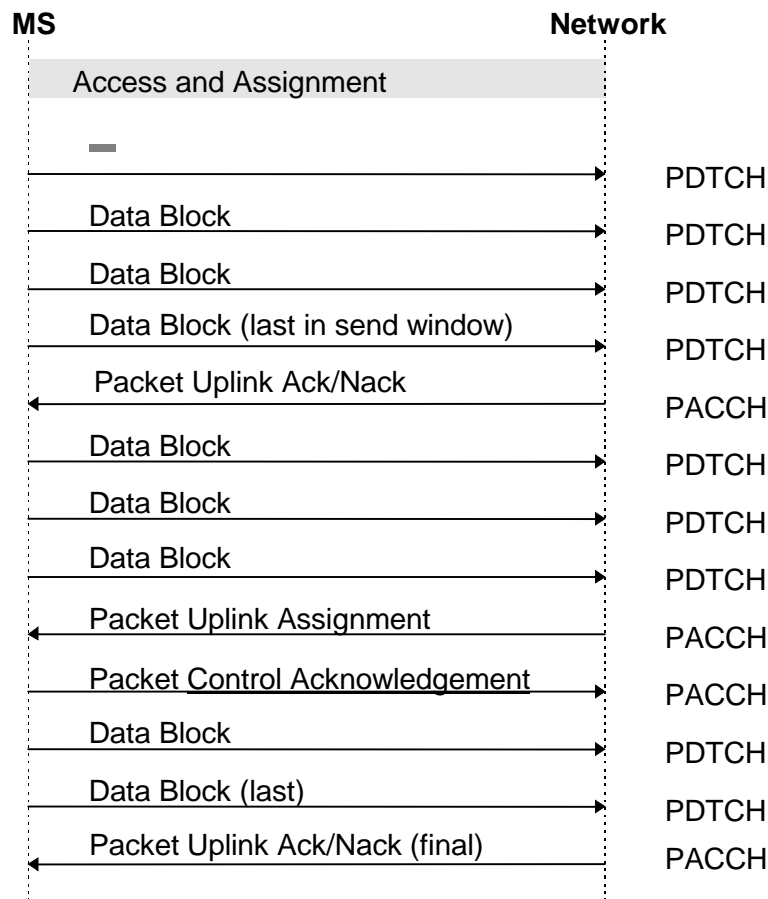 MS Network
Access and Assignment
PDTCH
Data Block
PDTCH
Data Block
PDTCH
Data Block (last in send window)
PDTCH
Packet Uplink Ack/Nack
PACCH
Data Block
PDTCH
Data Block
PDTCH
Data Block
PDTCH
Packet Uplink Assignment
PACCH
Packet Control Acknowledgement
PACCH
Data Block
PDTCH
Data Block (last)
PDTCH
Packet Uplink Ack/Nack (final)
PACCH